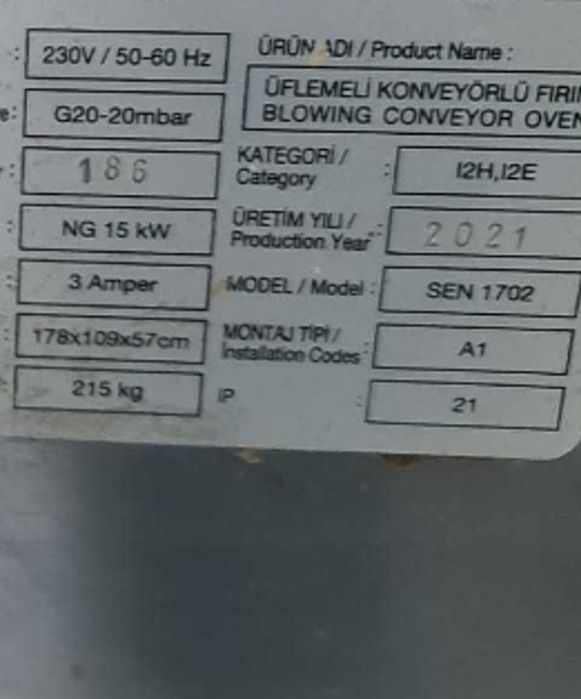 : 230V / 50-60 Hz
G20-20mbar
: 186
: NG 15 kW
: 3 Amper
: 178x109x57cm
: 215 kg
ÜRÜN ADI / Product Name :
ÜFLEMELİ KONVEYÖRLÜ FIRIN
BLOWING CONVEYOR OVEN
KATEGORİ /
Category : I2H,I2E
ÜRETİM YILI /
Production Year : 2021
MODEL / Model : SEN 1702
MONTAJ TİPİ /
Installation Codes : A1
IP : 21